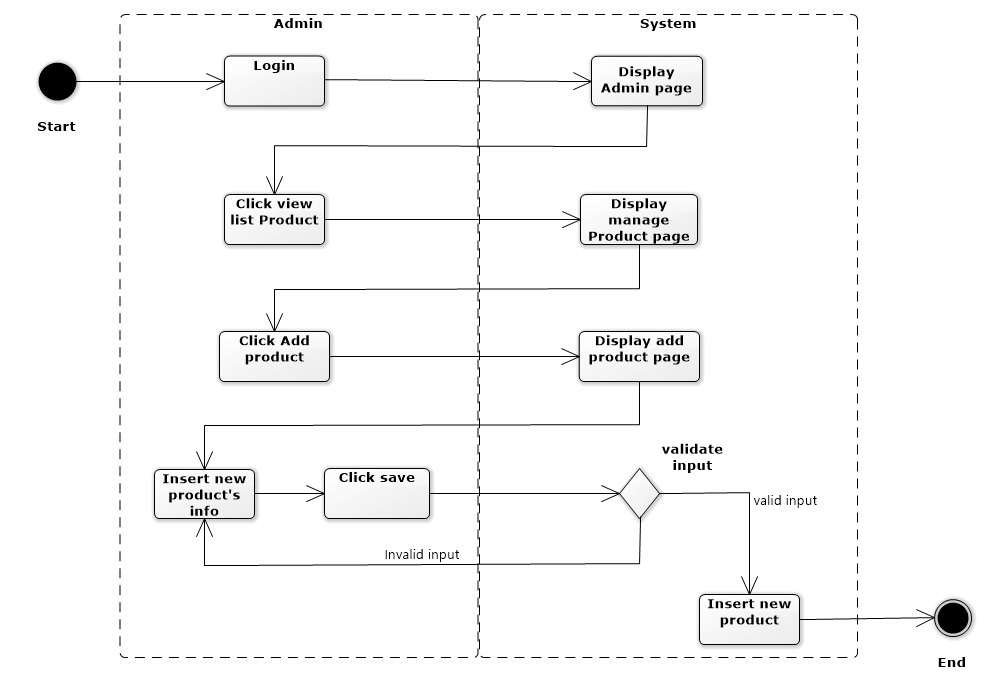 Admin
System
Login
Display
Admin page
Start
Click view
list Product
Display
manage
Product page
Click Add
product
Display add
product page
validate
input
Insert new
product's
info
Click save
valid input
Invalid input
Insert new
product
End